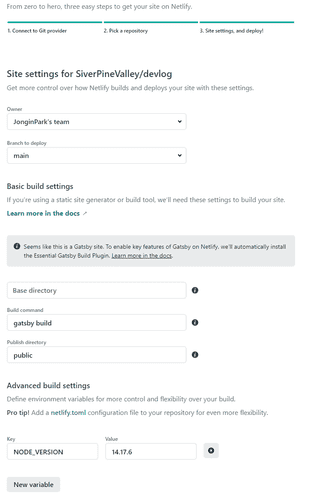 From zero to hero, three easy steps to get your site on Netlify.
1. Connect to Git provider
2. Pick a repository
3. Site settings, and deploy!
Site settings for SiverPineValley/devlog
Get more control over how Netlify builds and deploys your site with these settings.
Owner
JonginPark's team
Branch to deploy
main
Basic build settings
If you're using a static site generator or build tool, we'll need these settings to build your site.
Learn more in the docs ↗
Seems like this is a Gatsby site. To enable key features of Gatsby on Netlify, we'll automatically install
the Essential Gatsby Build Plugin. Learn more in the docs.
Base directory
Build command
gatsby build
Publish directory
public
Advanced build settings
Define environment variables for more control and flexibility over your build.
Pro tip! Add a netlify.toml configuration file to your repository for even more flexibility.
Key
Value
NODE_VERSION
14.17.6
New variable